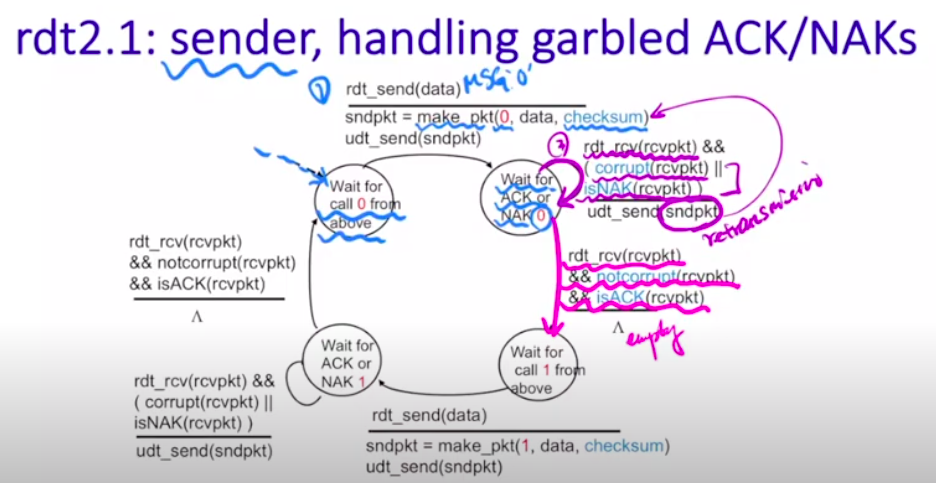 rdt2.1: sender, handling garbled ACK/NAKs
1
rdt_send(data) MSG: 0
sndpkt = make_pkt(0, data, checksum)
udt_send(sndpkt)
2
rdt_rcv(rcvpkt) &&
( corrupt(rcvpkt) ||
isNAK(rcvpkt) )
udt_send(sndpkt)
retransmission
Wait for
call 0 from
above
Wait for
ACK or
NAK 0
rdt_rcv(rcvpkt)
&& notcorrupt(rcvpkt)
&& isACK(rcvpkt)
Λ
rdt_rcv(rcvpkt)
&& notcorrupt(rcvpkt)
&& isACK(rcvpkt)
Λ
empty
Wait for
ACK or
NAK 1
Wait for
call 1 from
above
rdt_rcv(rcvpkt) &&
( corrupt(rcvpkt) ||
isNAK(rcvpkt) )
udt_send(sndpkt)
rdt_send(data)
sndpkt = make_pkt(1, data, checksum)
udt_send(sndpkt)